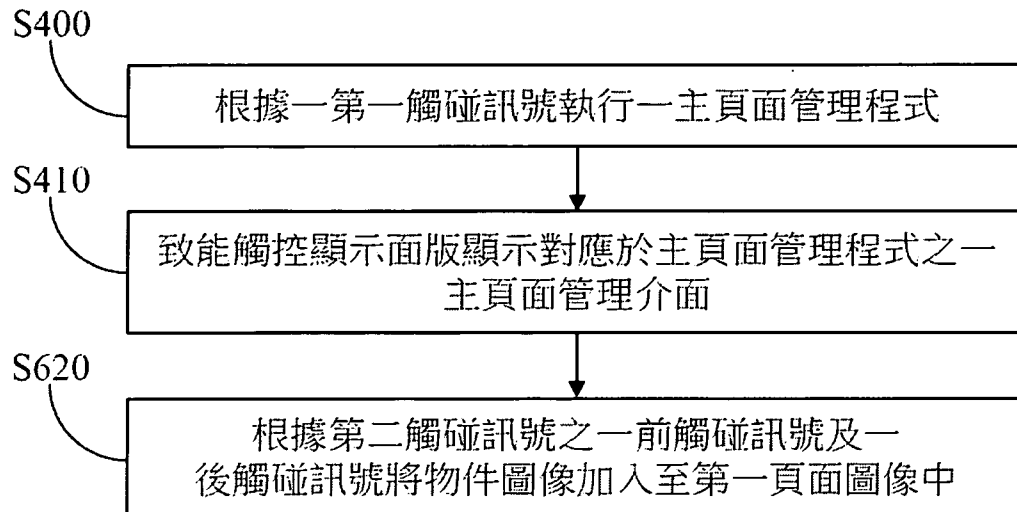 S400
根據一第一觸碰訊號執行一主頁面管理程式
S410
致能觸控顯示面版顯示對應於主頁面管理程式之一
主頁面管理介面
S620
根據第二觸碰訊號之一前觸碰訊號及一
後觸碰訊號將物件圖像加入至第一頁面圖像中